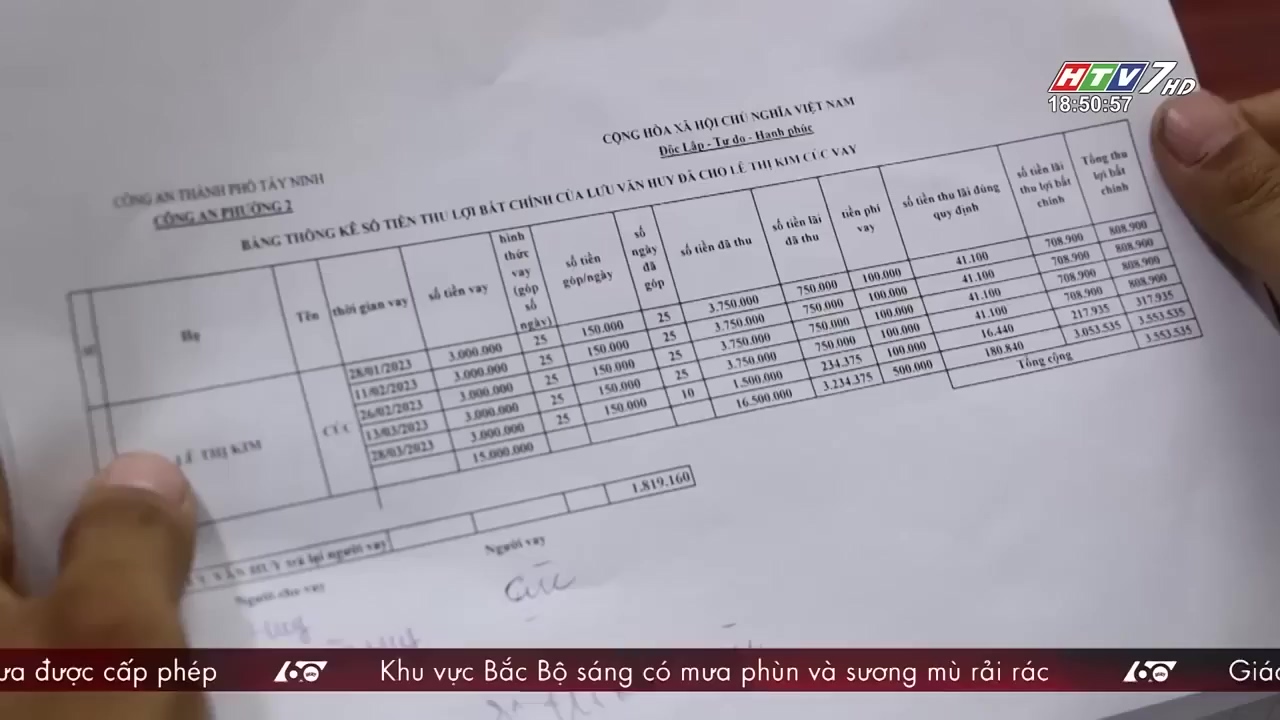 HTV7 HD
18:50:57
CỘNG HÒA XÃ HỘI CHỦ NGHĨA VIỆT NAM
Độc Lập - Tự do - Hạnh phúc
CÔNG AN THÀNH PHỐ TÂY NINH
CÔNG AN PHƯỜNG 2
BẢNG THỐNG KÊ SỐ TIỀN THU LỢI BẤT CHÍNH CỦA LƯU VĂN HUY ĐÃ CHO LÊ THỊ KIM CÚC VAY
Họ Tên thời gian vay số tiền vay hình thức vay (góp số ngày) số tiền góp/ngày số ngày đã góp số tiền đã thu số tiền lãi đã thu tiền phí vay số tiền thu lãi đúng quy định số tiền lãi thu lợi bất chính Tổng thu lợi bất chính
LÊ THỊ KIM CÚC
28/01/2023 3.000.000 25 150.000 25 3.750.000 750.000 100.000 41.100 708.900 808.900
11/02/2023 3.000.000 25 150.000 25 3.750.000 750.000 100.000 41.100 708.900 808.900
26/02/2023 3.000.000 25 150.000 25 3.750.000 750.000 100.000 41.100 708.900 808.900
13/03/2023 3.000.000 25 150.000 25 3.750.000 750.000 100.000 41.100 708.900 808.900
28/03/2023 3.000.000 25 150.000 10 1.500.000 234.375 100.000 16.440 217.935 317.935
15.000.000 16.500.000 3.234.375 500.000 180.840 3.053.535 3.553.535
Tổng cộng 3.553.535
VĂN HUY trả lại người vay 1.819.160
Người cho vay Người vay
Huy Cúc
ưa được cấp phép 60 giây Khu vực Bắc Bộ sáng có mưa phùn và sương mù rải rác 60 giây Giá